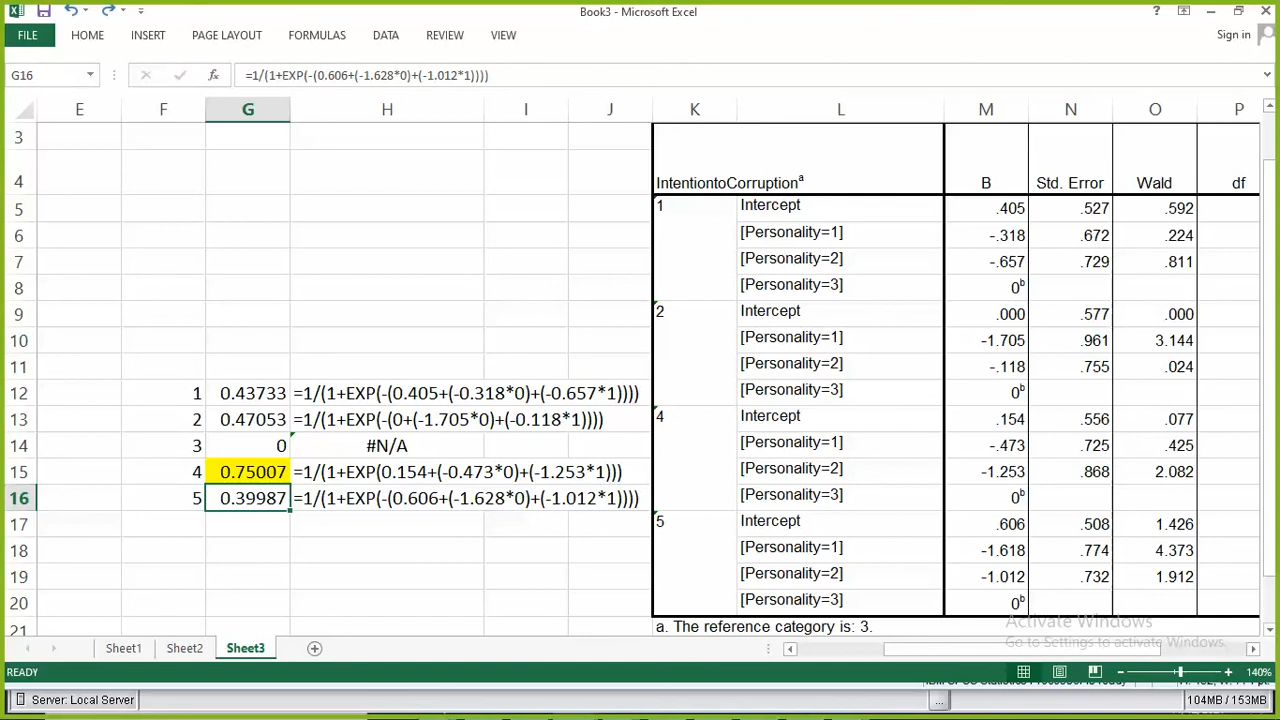 Book3 - Microsoft Excel
?
FILE HOME INSERT PAGE LAYOUT FORMULAS DATA REVIEW VIEW Sign in
G16 fx =1/(1+EXP(-(0.606+(-1.628*0)+(-1.012*1))))
E F G H I J K L M N O P
3
4 IntentiontoCorruptionᵃ B Std. Error Wald df
5 1 Intercept .405 .527 .592
6 [Personality=1] -.318 .672 .224
7 [Personality=2] -.657 .729 .811
8 [Personality=3] 0ᵇ
9 2 Intercept .000 .577 .000
10 [Personality=1] -1.705 .961 3.144
11 [Personality=2] -.118 .755 .024
12 1 0.43733 =1/(1+EXP(-(0.405+(-0.318*0)+(-0.657*1)))) [Personality=3] 0ᵇ
13 2 0.47053 =1/(1+EXP(-(0+(-1.705*0)+(-0.118*1)))) 4 Intercept .154 .556 .077
14 3 0 #N/A [Personality=1] -.473 .725 .425
15 4 0.75007 =1/(1+EXP(0.154+(-0.473*0)+(-1.253*1))) [Personality=2] -1.253 .868 2.082
16 5 0.39987 =1/(1+EXP(-(0.606+(-1.628*0)+(-1.012*1)))) [Personality=3] 0ᵇ
17 5 Intercept .606 .508 1.426
18 [Personality=1] -1.618 .774 4.373
19 [Personality=2] -1.012 .732 1.912
20 [Personality=3] 0ᵇ
21 a. The reference category is: 3.
Activate Windows
Go to Settings to activate Windows.
Sheet1 Sheet2 Sheet3
READY 140%
Server: Local Server ... 104MB / 153MB